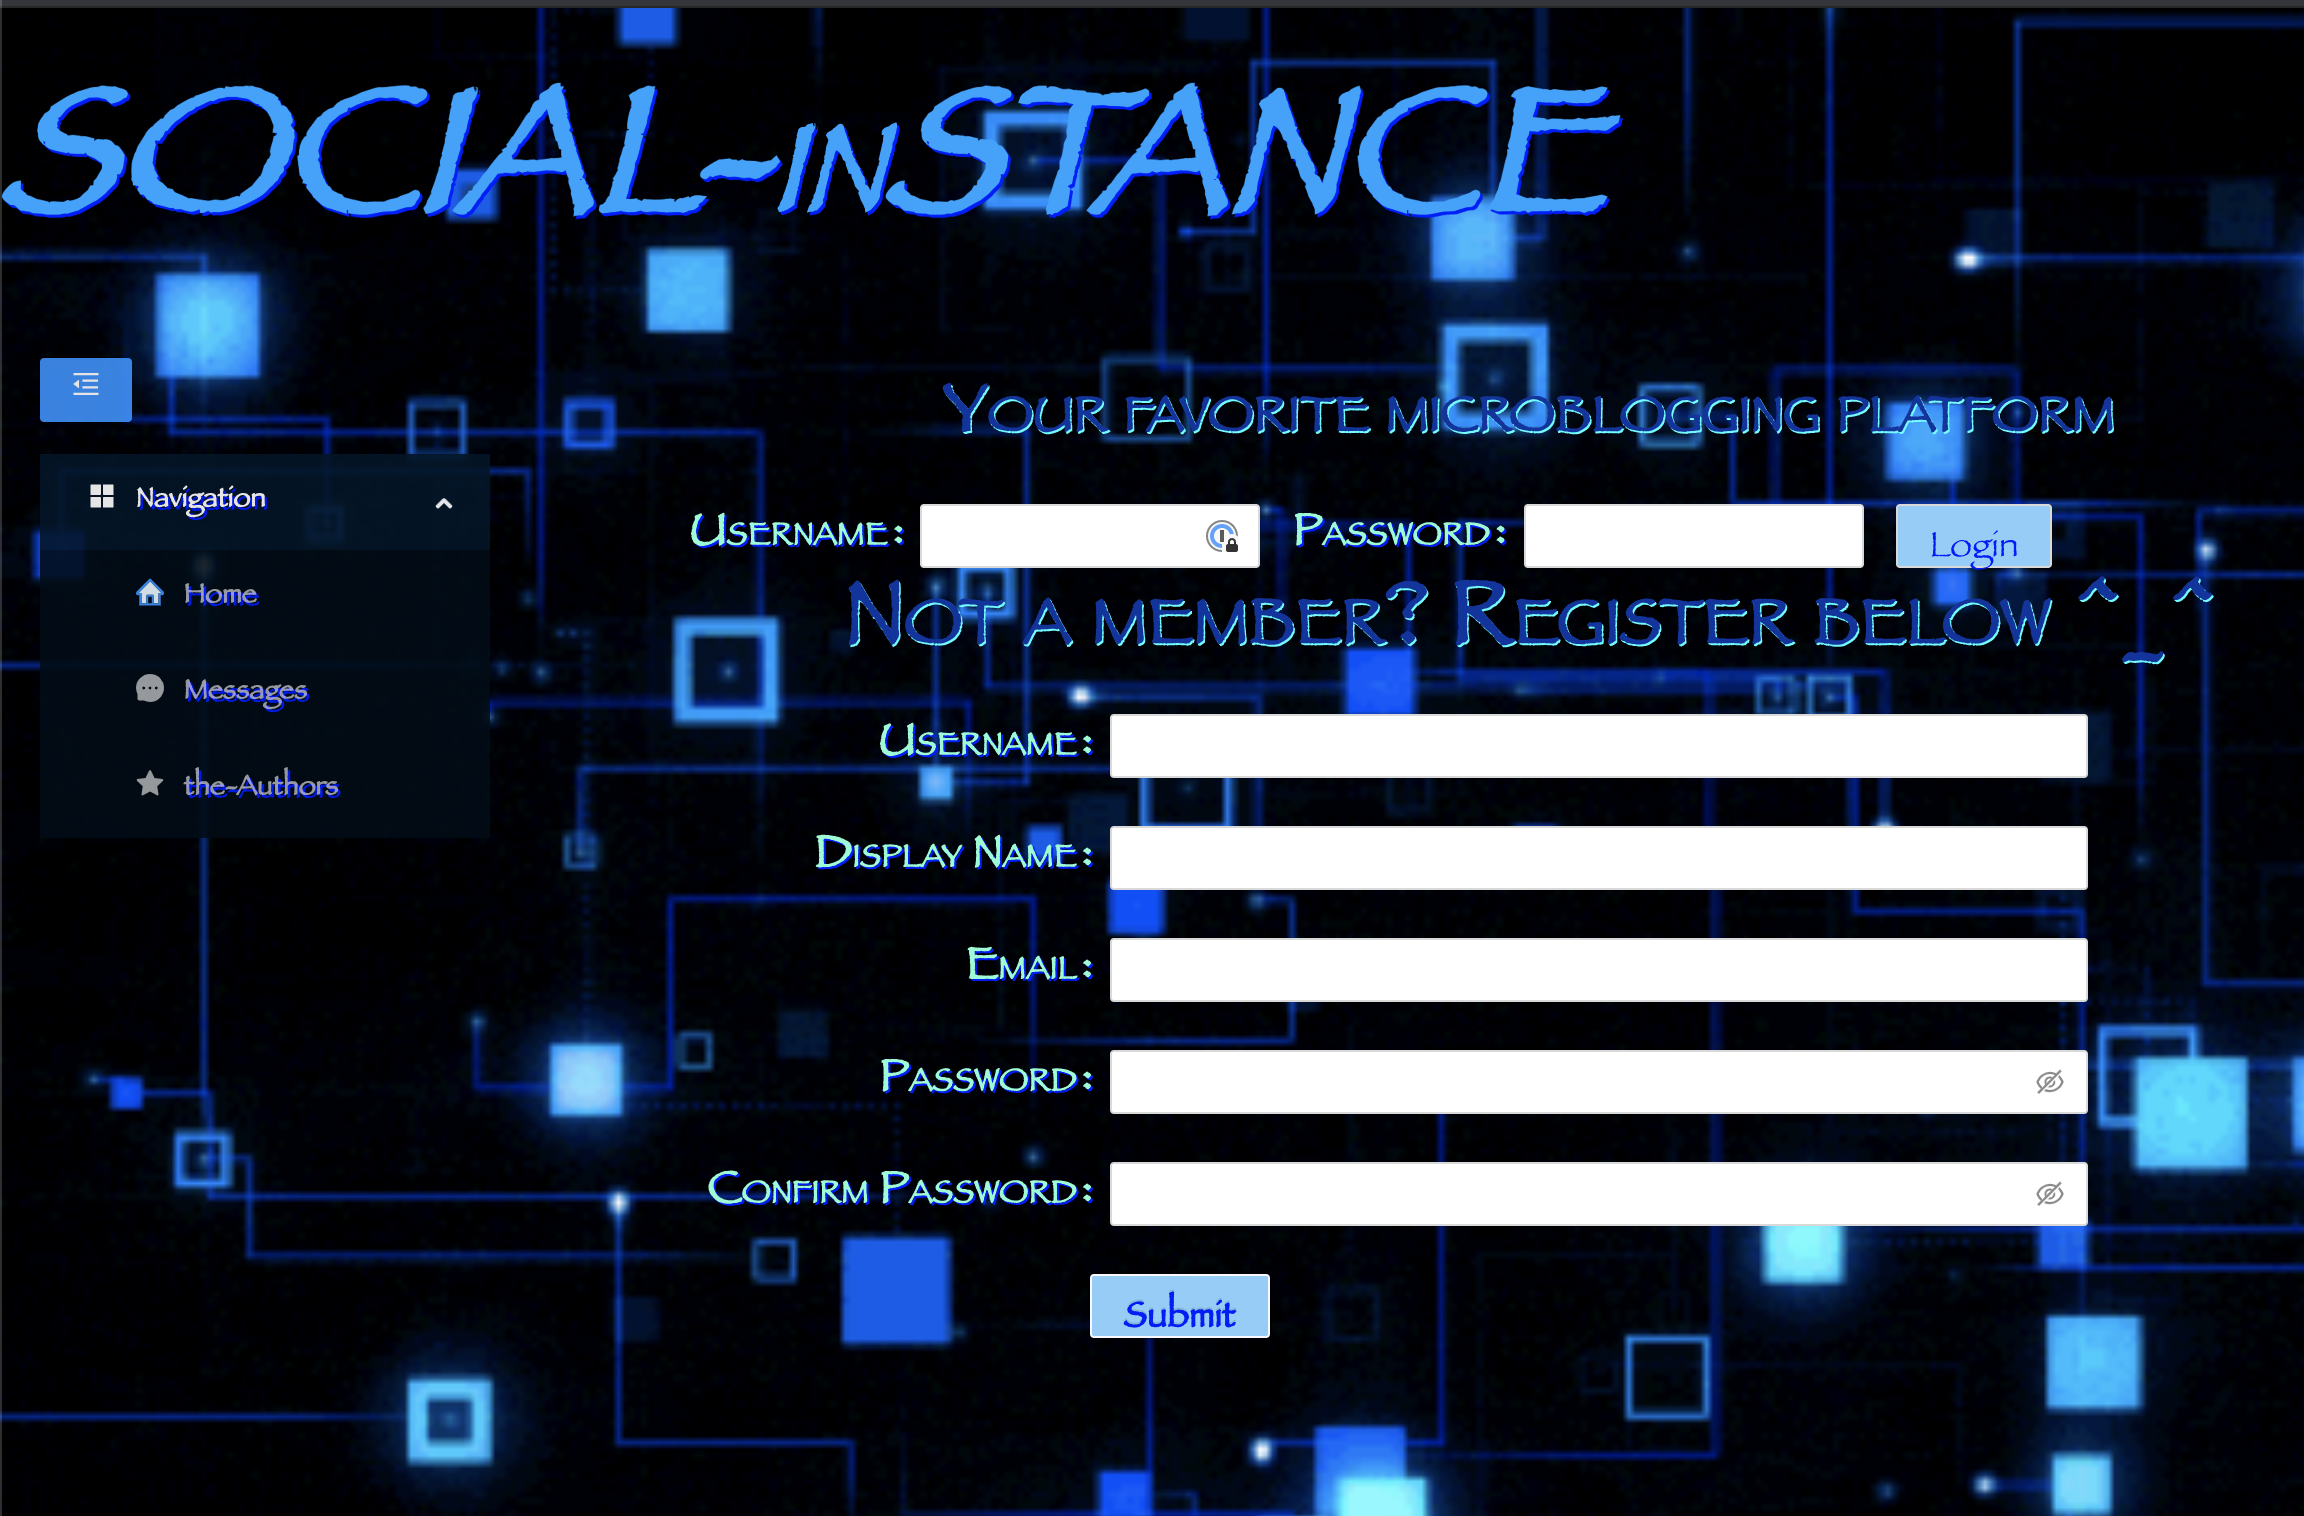 SOCIAL-inSTANCE
Your favorite microblogging platform
Navigation
Home
Messages
the-Authors
Username: Password: Login
Not a member? Register below ^_^
Username:
Display Name:
Email:
Password:
Confirm Password:
Submit